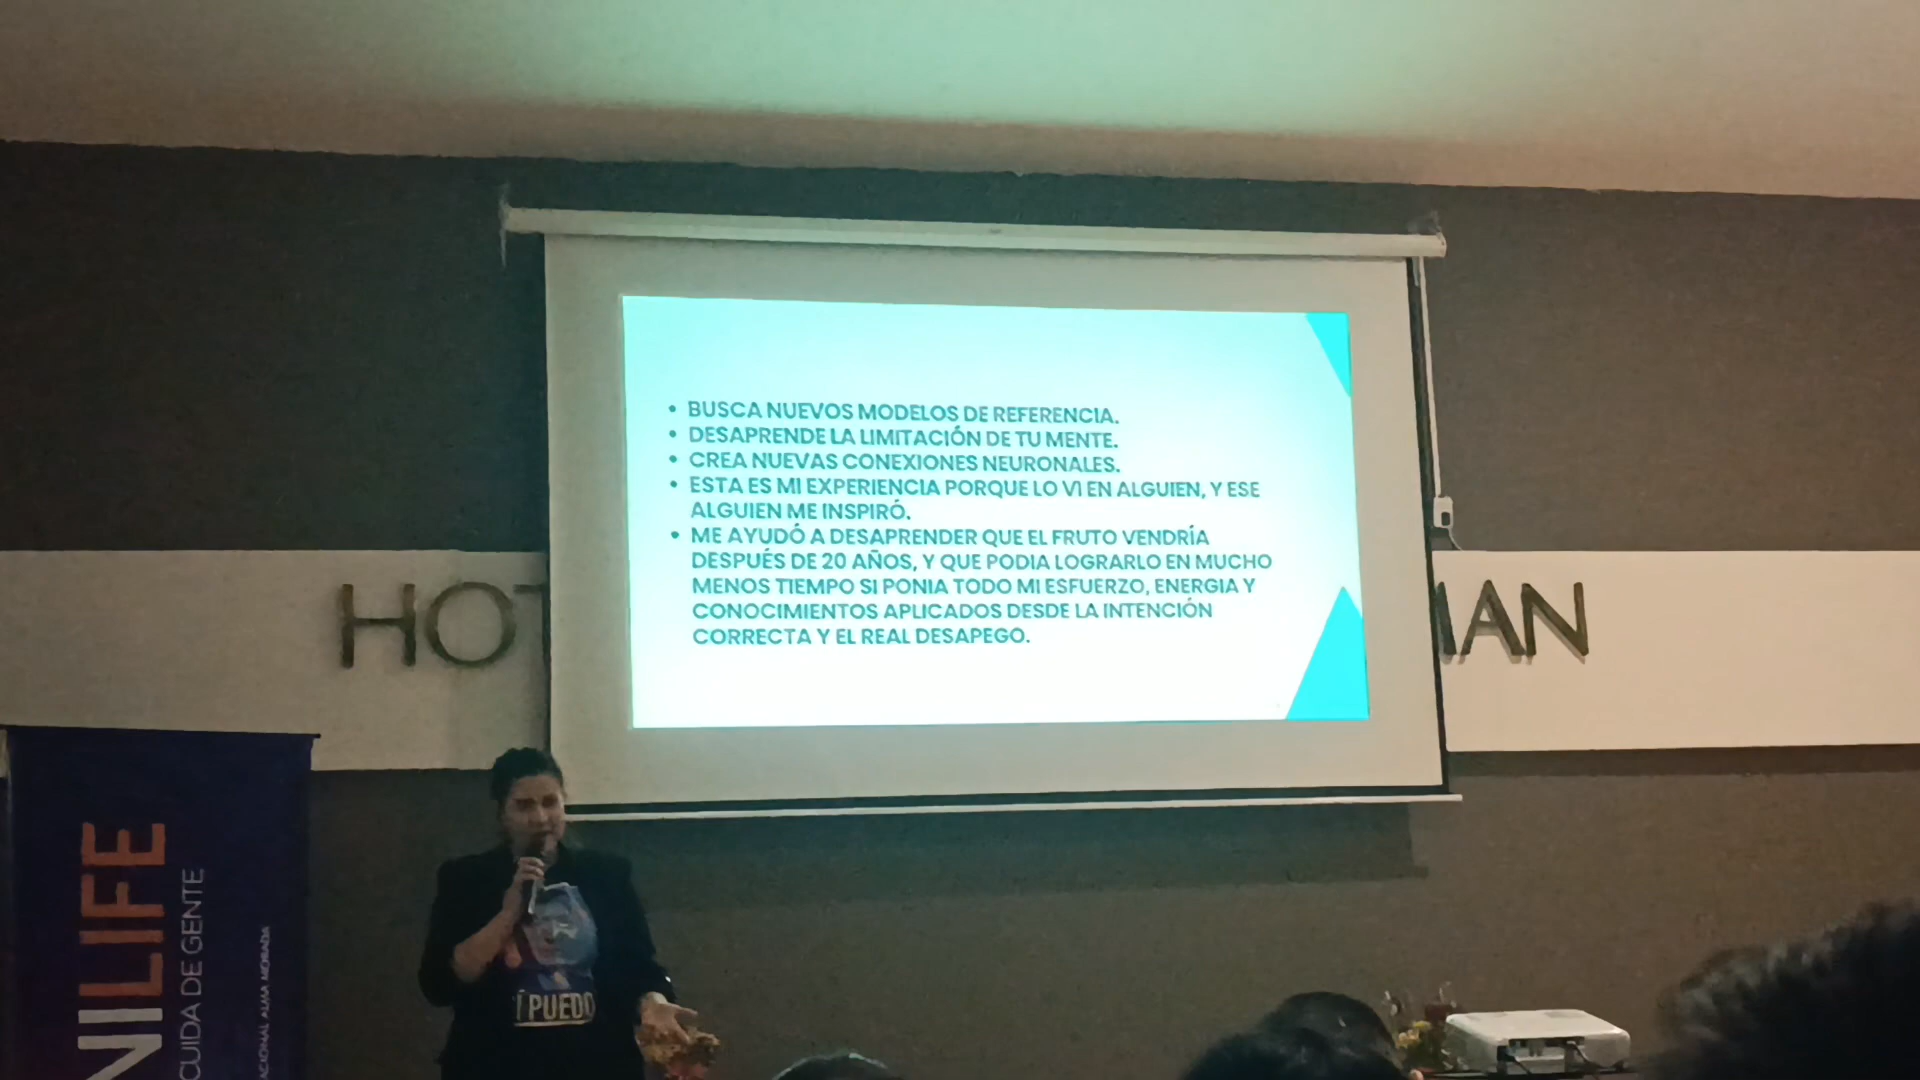 • BUSCA NUEVOS MODELOS DE REFERENCIA.
• DESAPRENDE LA LIMITACIÓN DE TU MENTE.
• CREA NUEVAS CONEXIONES NEURONALES.
• ESTA ES MI EXPERIENCIA PORQUE LO VI EN ALGUIEN, Y ESE
ALGUIEN ME INSPIRÓ.
• ME AYUDÓ A DESAPRENDER QUE EL FRUTO VENDRÍA
DESPUÉS DE 20 AÑOS, Y QUE PODIA LOGRARLO EN MUCHO
MENOS TIEMPO SI PONIA TODO MI ESFUERZO, ENERGIA Y
CONOCIMIENTOS APLICADOS DESDE LA INTENCIÓN
CORRECTA Y EL REAL DESAPEGO.
HOT
MAN
NILIFE
CUIDA DE GENTE
ALMA MORADA
Í PUEDO